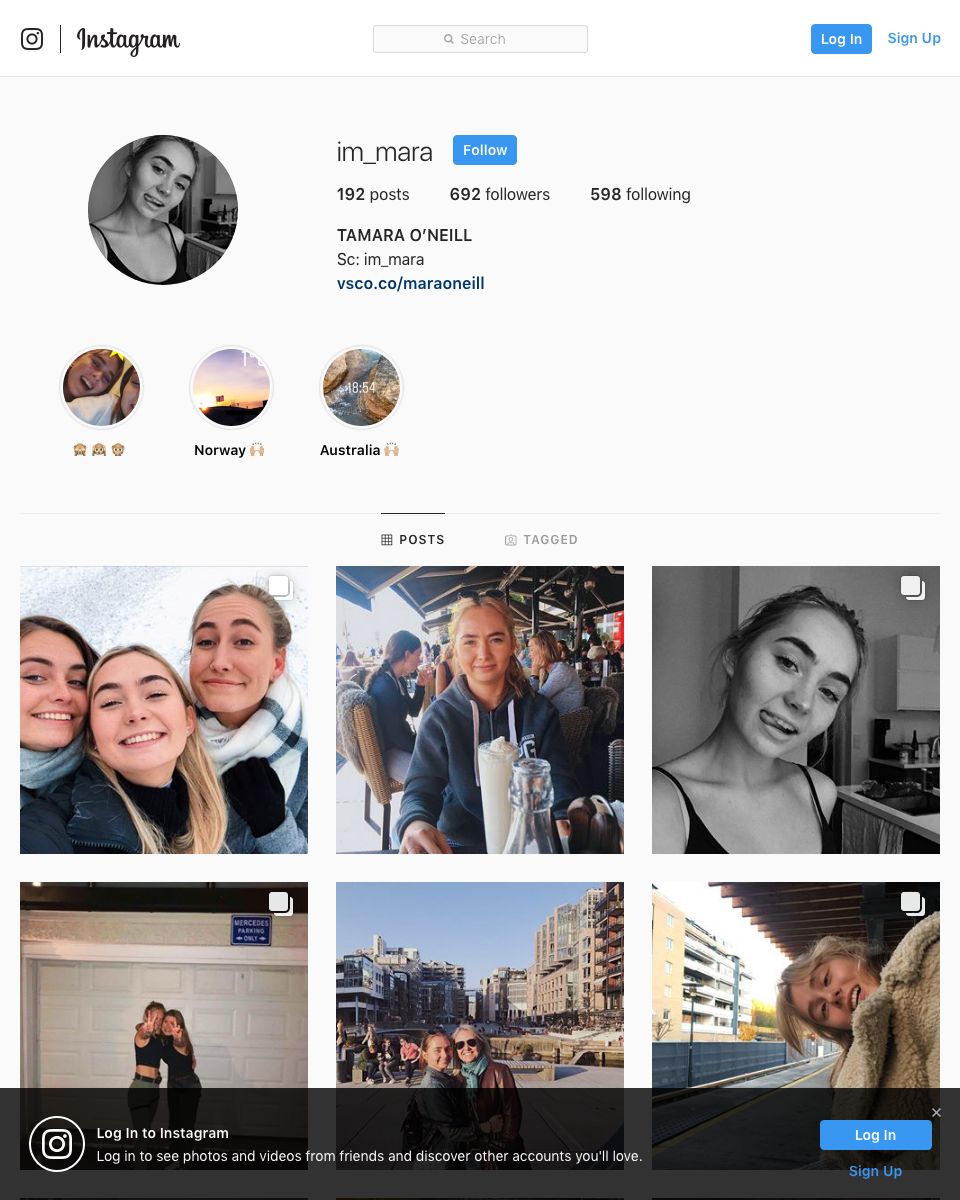 Instagram
Search
Log In
Sign Up
im_mara
Follow
192 posts 692 followers 598 following
TAMARA O’NEILL
Sc: im_mara
vsco.co/maraoneill
18:54
🙈 🙉 🐵
Norway 🙌🏼
Australia 🙌🏼
POSTS
TAGGED
MERCEDES
PARKING
ONLY
Log In to Instagram
Log in to see photos and videos from friends and discover other accounts you'll love.
Log In
Sign Up